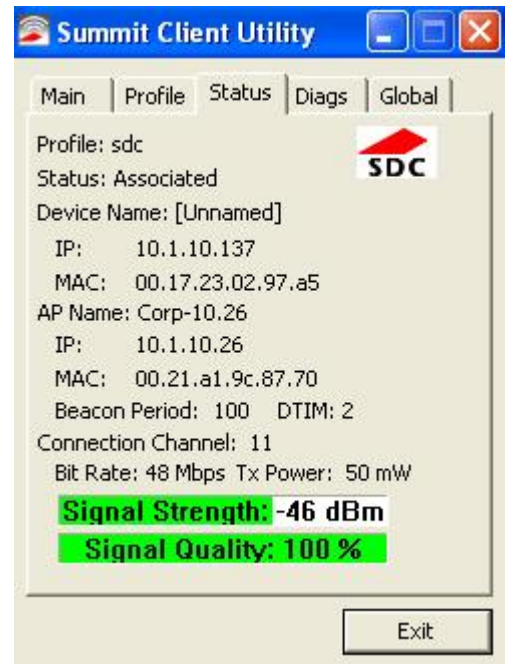 Summit Client Utility
Main Profile Status Diags Global
Profile: sdc
SDC
Status: Associated
Device Name: [Unnamed]
IP: 10.1.10.137
MAC: 00.17.23.02.97.a5
AP Name: Corp-10.26
IP: 10.1.10.26
MAC: 00.21.a1.9c.87.70
Beacon Period: 100 DTIM: 2
Connection Channel: 11
Bit Rate: 48 Mbps Tx Power: 50 mW
Signal Strength: -46 dBm
Signal Quality: 100 %
Exit